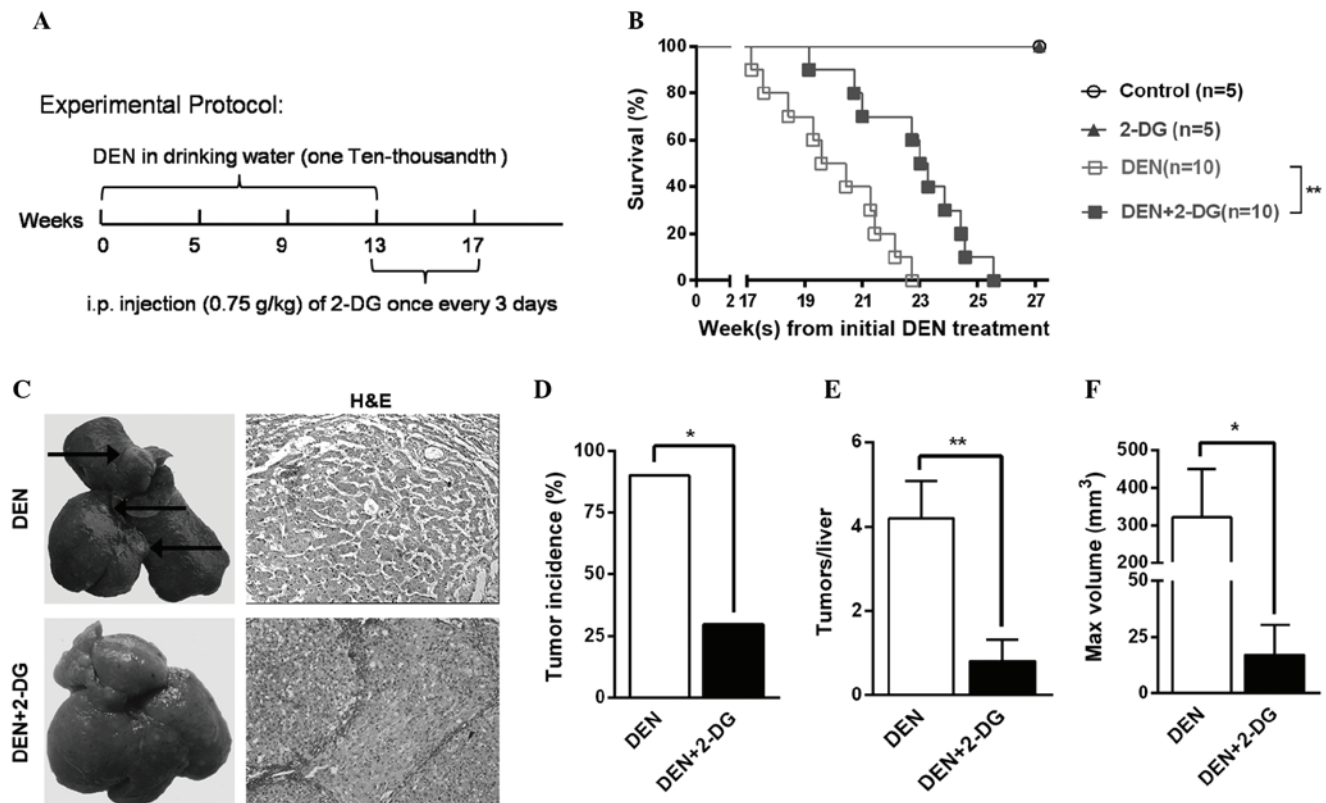 A
Experimental Protocol:
DEN in drinking water (one Ten-thousandth )
Weeks
0 5 9 13 17
i.p. injection (0.75 g/kg) of 2-DG once every 3 days
B
Survival (%)
100
80
60
40
20
0
0 2 17 19 21 23 25 27
Week(s) from initial DEN treatment
Control (n=5)
2-DG (n=5)
DEN(n=10)
DEN+2-DG(n=10)
**
C
H&E
DEN
DEN+2-DG
D
Tumor incidence (%)
100
75
50
25
0
*
DEN
DEN+2-DG
E
Tumors/liver
6
4
2
0
**
DEN
DEN+2-DG
F
Max volume (mm³)
500
400
300
200
50
25
0
*
DEN
DEN+2-DG